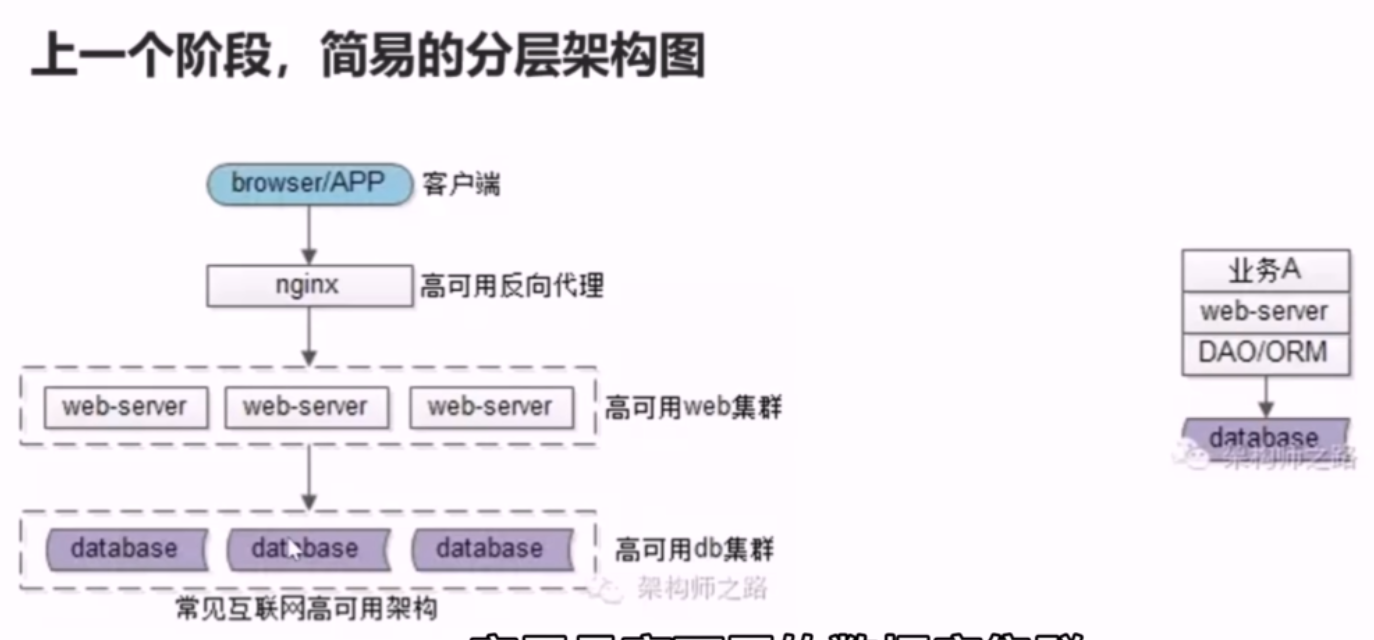 上一个阶段，简易的分层架构图
browser/APP 客户端
nginx 高可用反向代理
web-server web-server web-server 高可用web集群
database database database 高可用db集群
架构师之路
常见互联网高可用架构
业务A
web-server
DAO/ORM
database
架构师之路